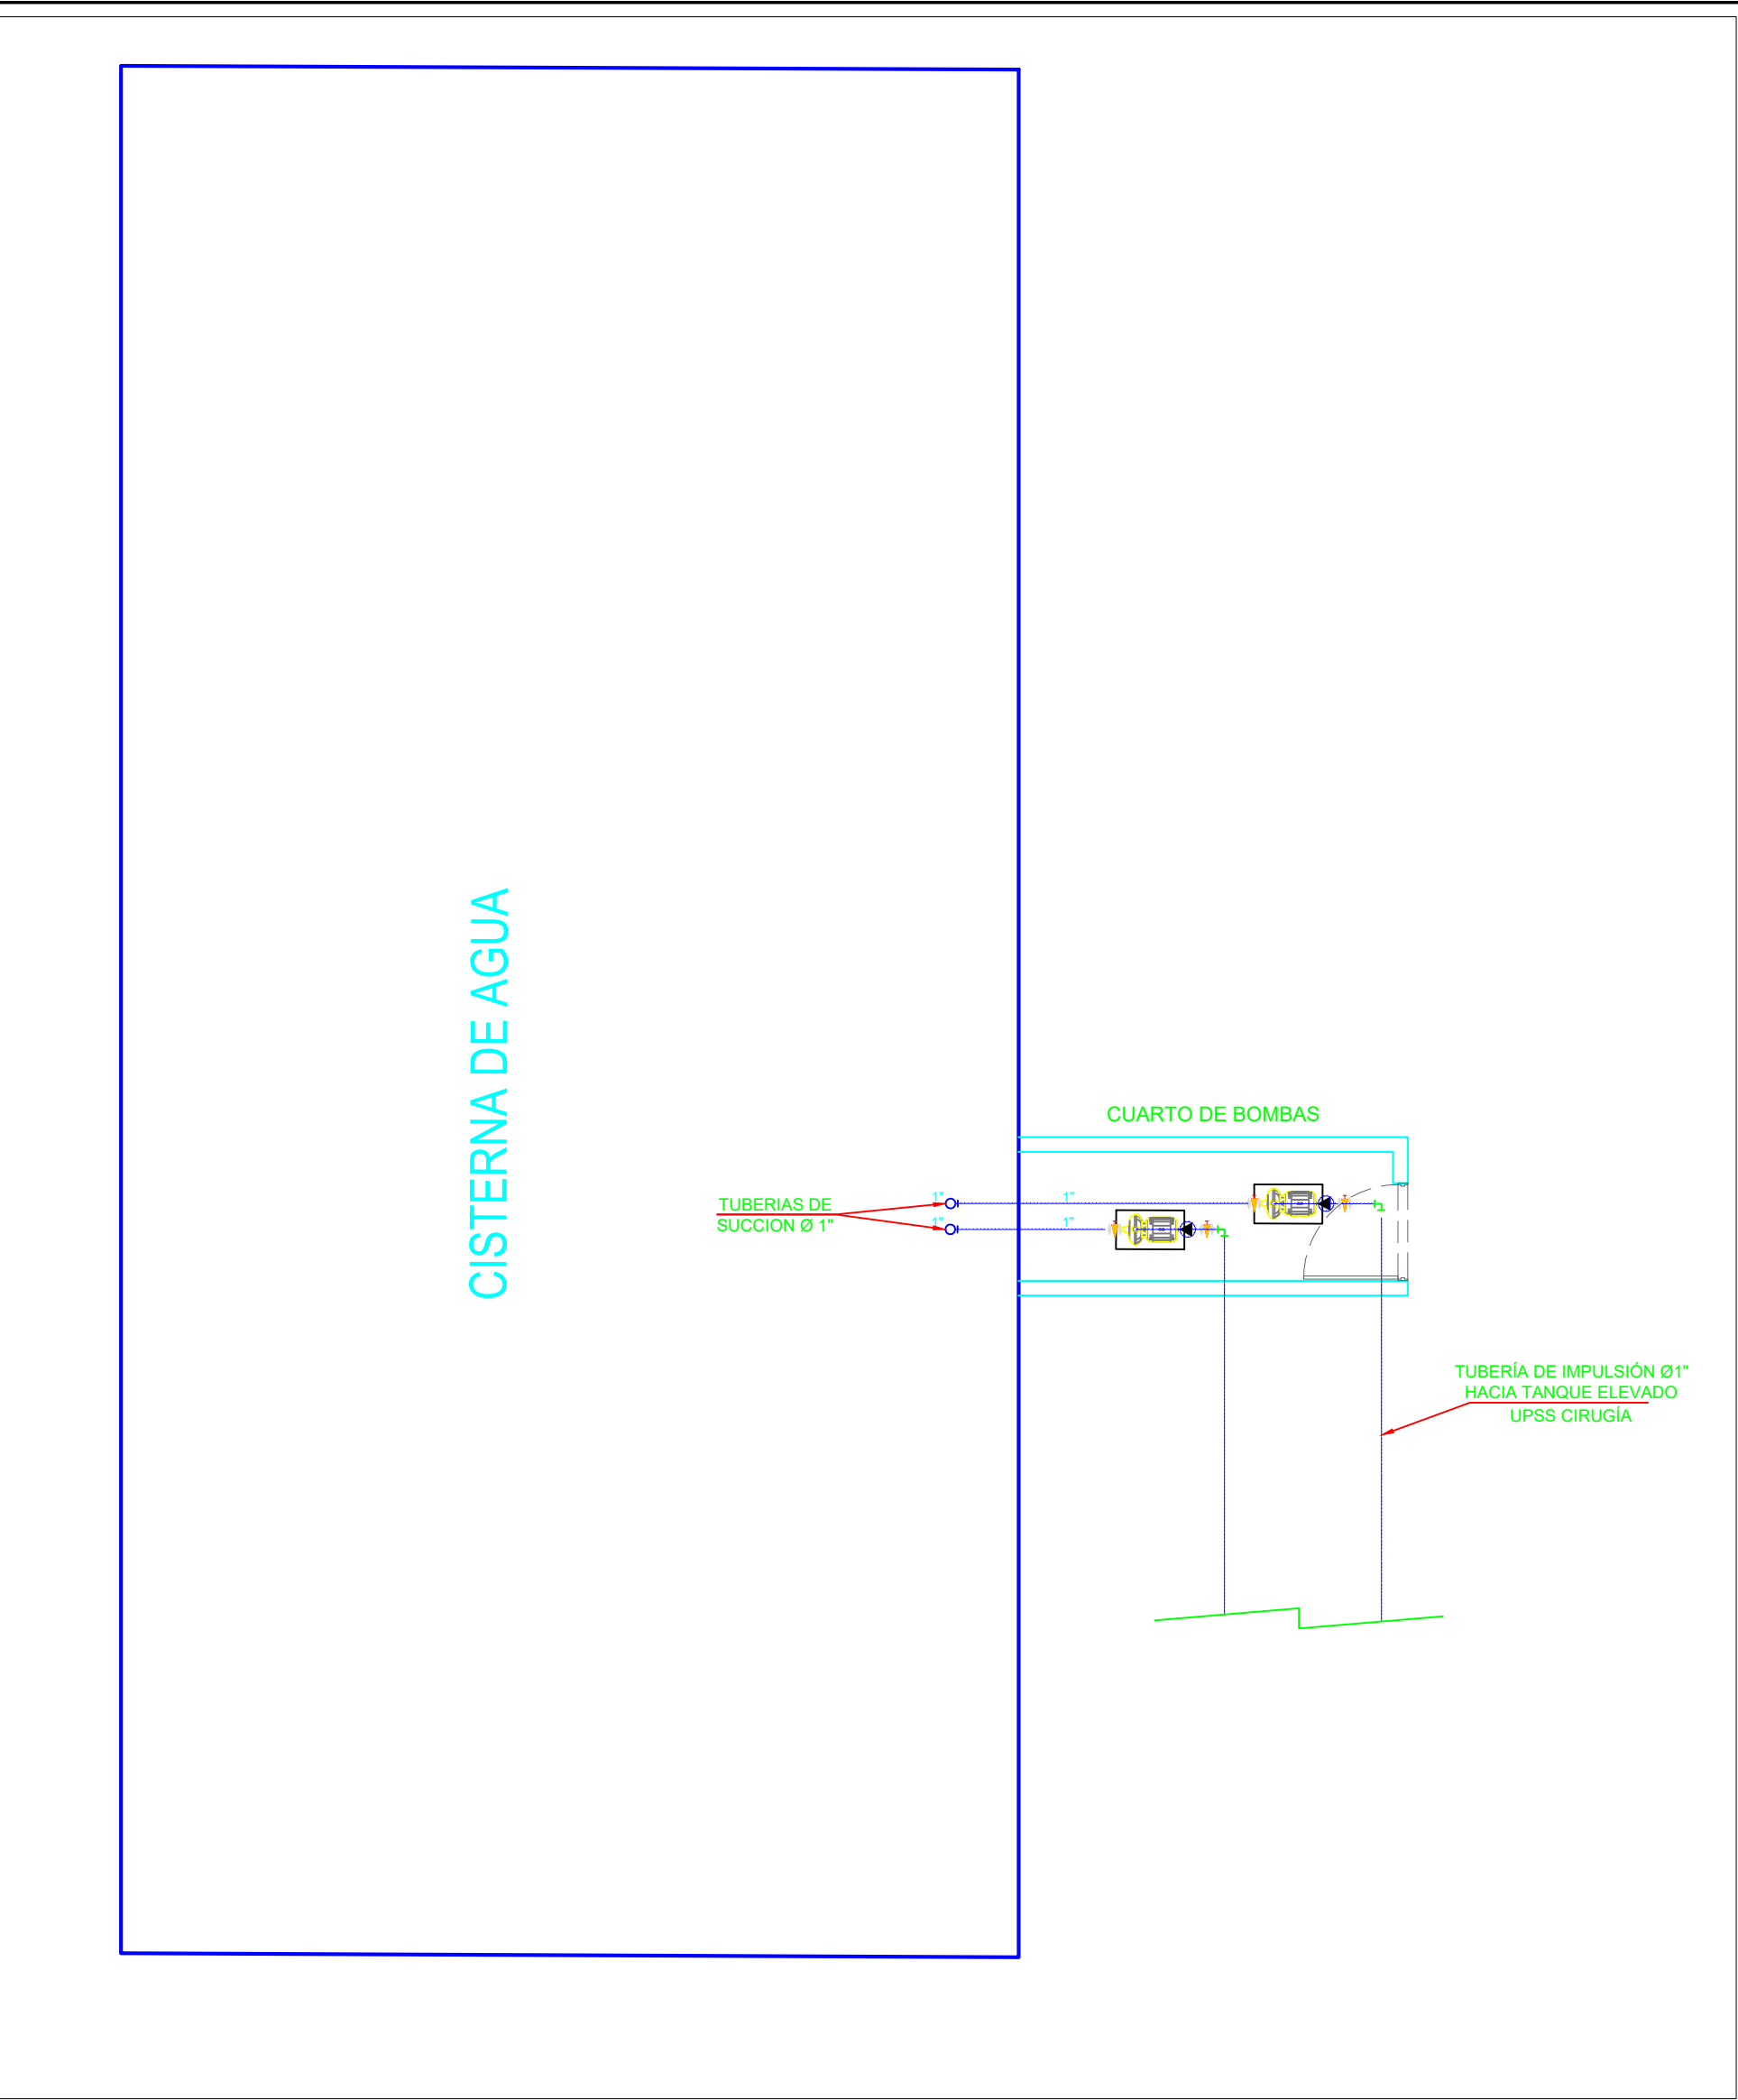 CISTERNA DE AGUA
CUARTO DE BOMBAS
TUBERIAS DE
SUCCION Ø 1"
1"
1"
1"
1"
TUBERÍA DE IMPULSIÓN Ø1"
HACIA TANQUE ELEVADO
UPSS CIRUGÍA